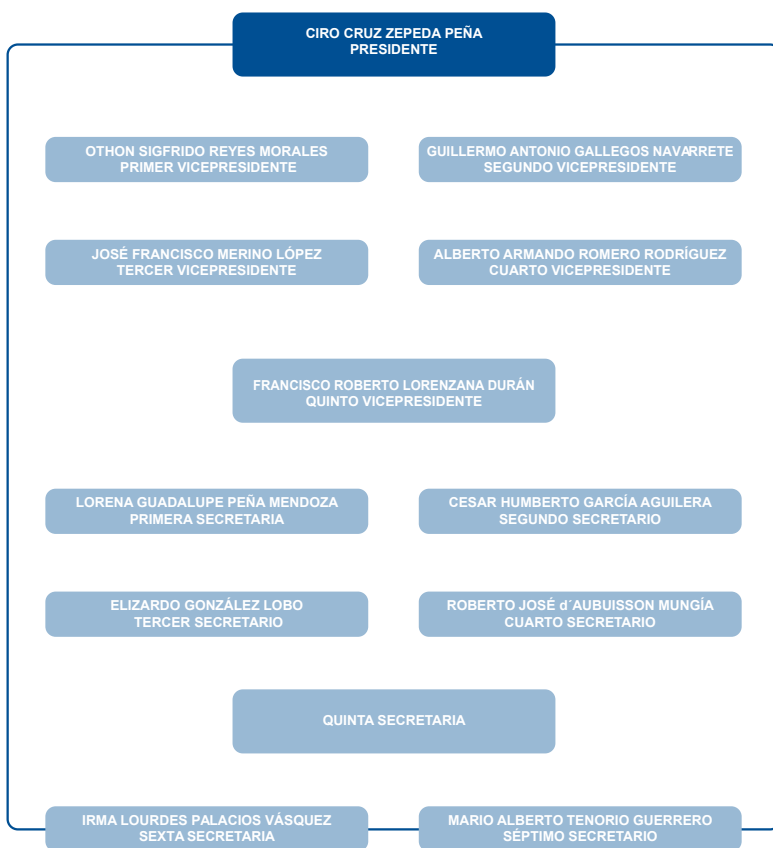 CIRO CRUZ ZEPEDA PEÑA
PRESIDENTE
OTHON SIGFRIDO REYES MORALES
PRIMER VICEPRESIDENTE
GUILLERMO ANTONIO GALLEGOS NAVARRETE
SEGUNDO VICEPRESIDENTE
JOSÉ FRANCISCO MERINO LÓPEZ
TERCER VICEPRESIDENTE
ALBERTO ARMANDO ROMERO RODRÍGUEZ
CUARTO VICEPRESIDENTE
FRANCISCO ROBERTO LORENZANA DURÁN
QUINTO VICEPRESIDENTE
LORENA GUADALUPE PEÑA MENDOZA
PRIMERA SECRETARIA
CESAR HUMBERTO GARCÍA AGUILERA
SEGUNDO SECRETARIO
ELIZARDO GONZÁLEZ LOBO
TERCER SECRETARIO
ROBERTO JOSÉ d´AUBUISSON MUNGÍA
CUARTO SECRETARIO
QUINTA SECRETARIA
IRMA LOURDES PALACIOS VÁSQUEZ
SEXTA SECRETARIA
MARIO ALBERTO TENORIO GUERRERO
SÉPTIMO SECRETARIO